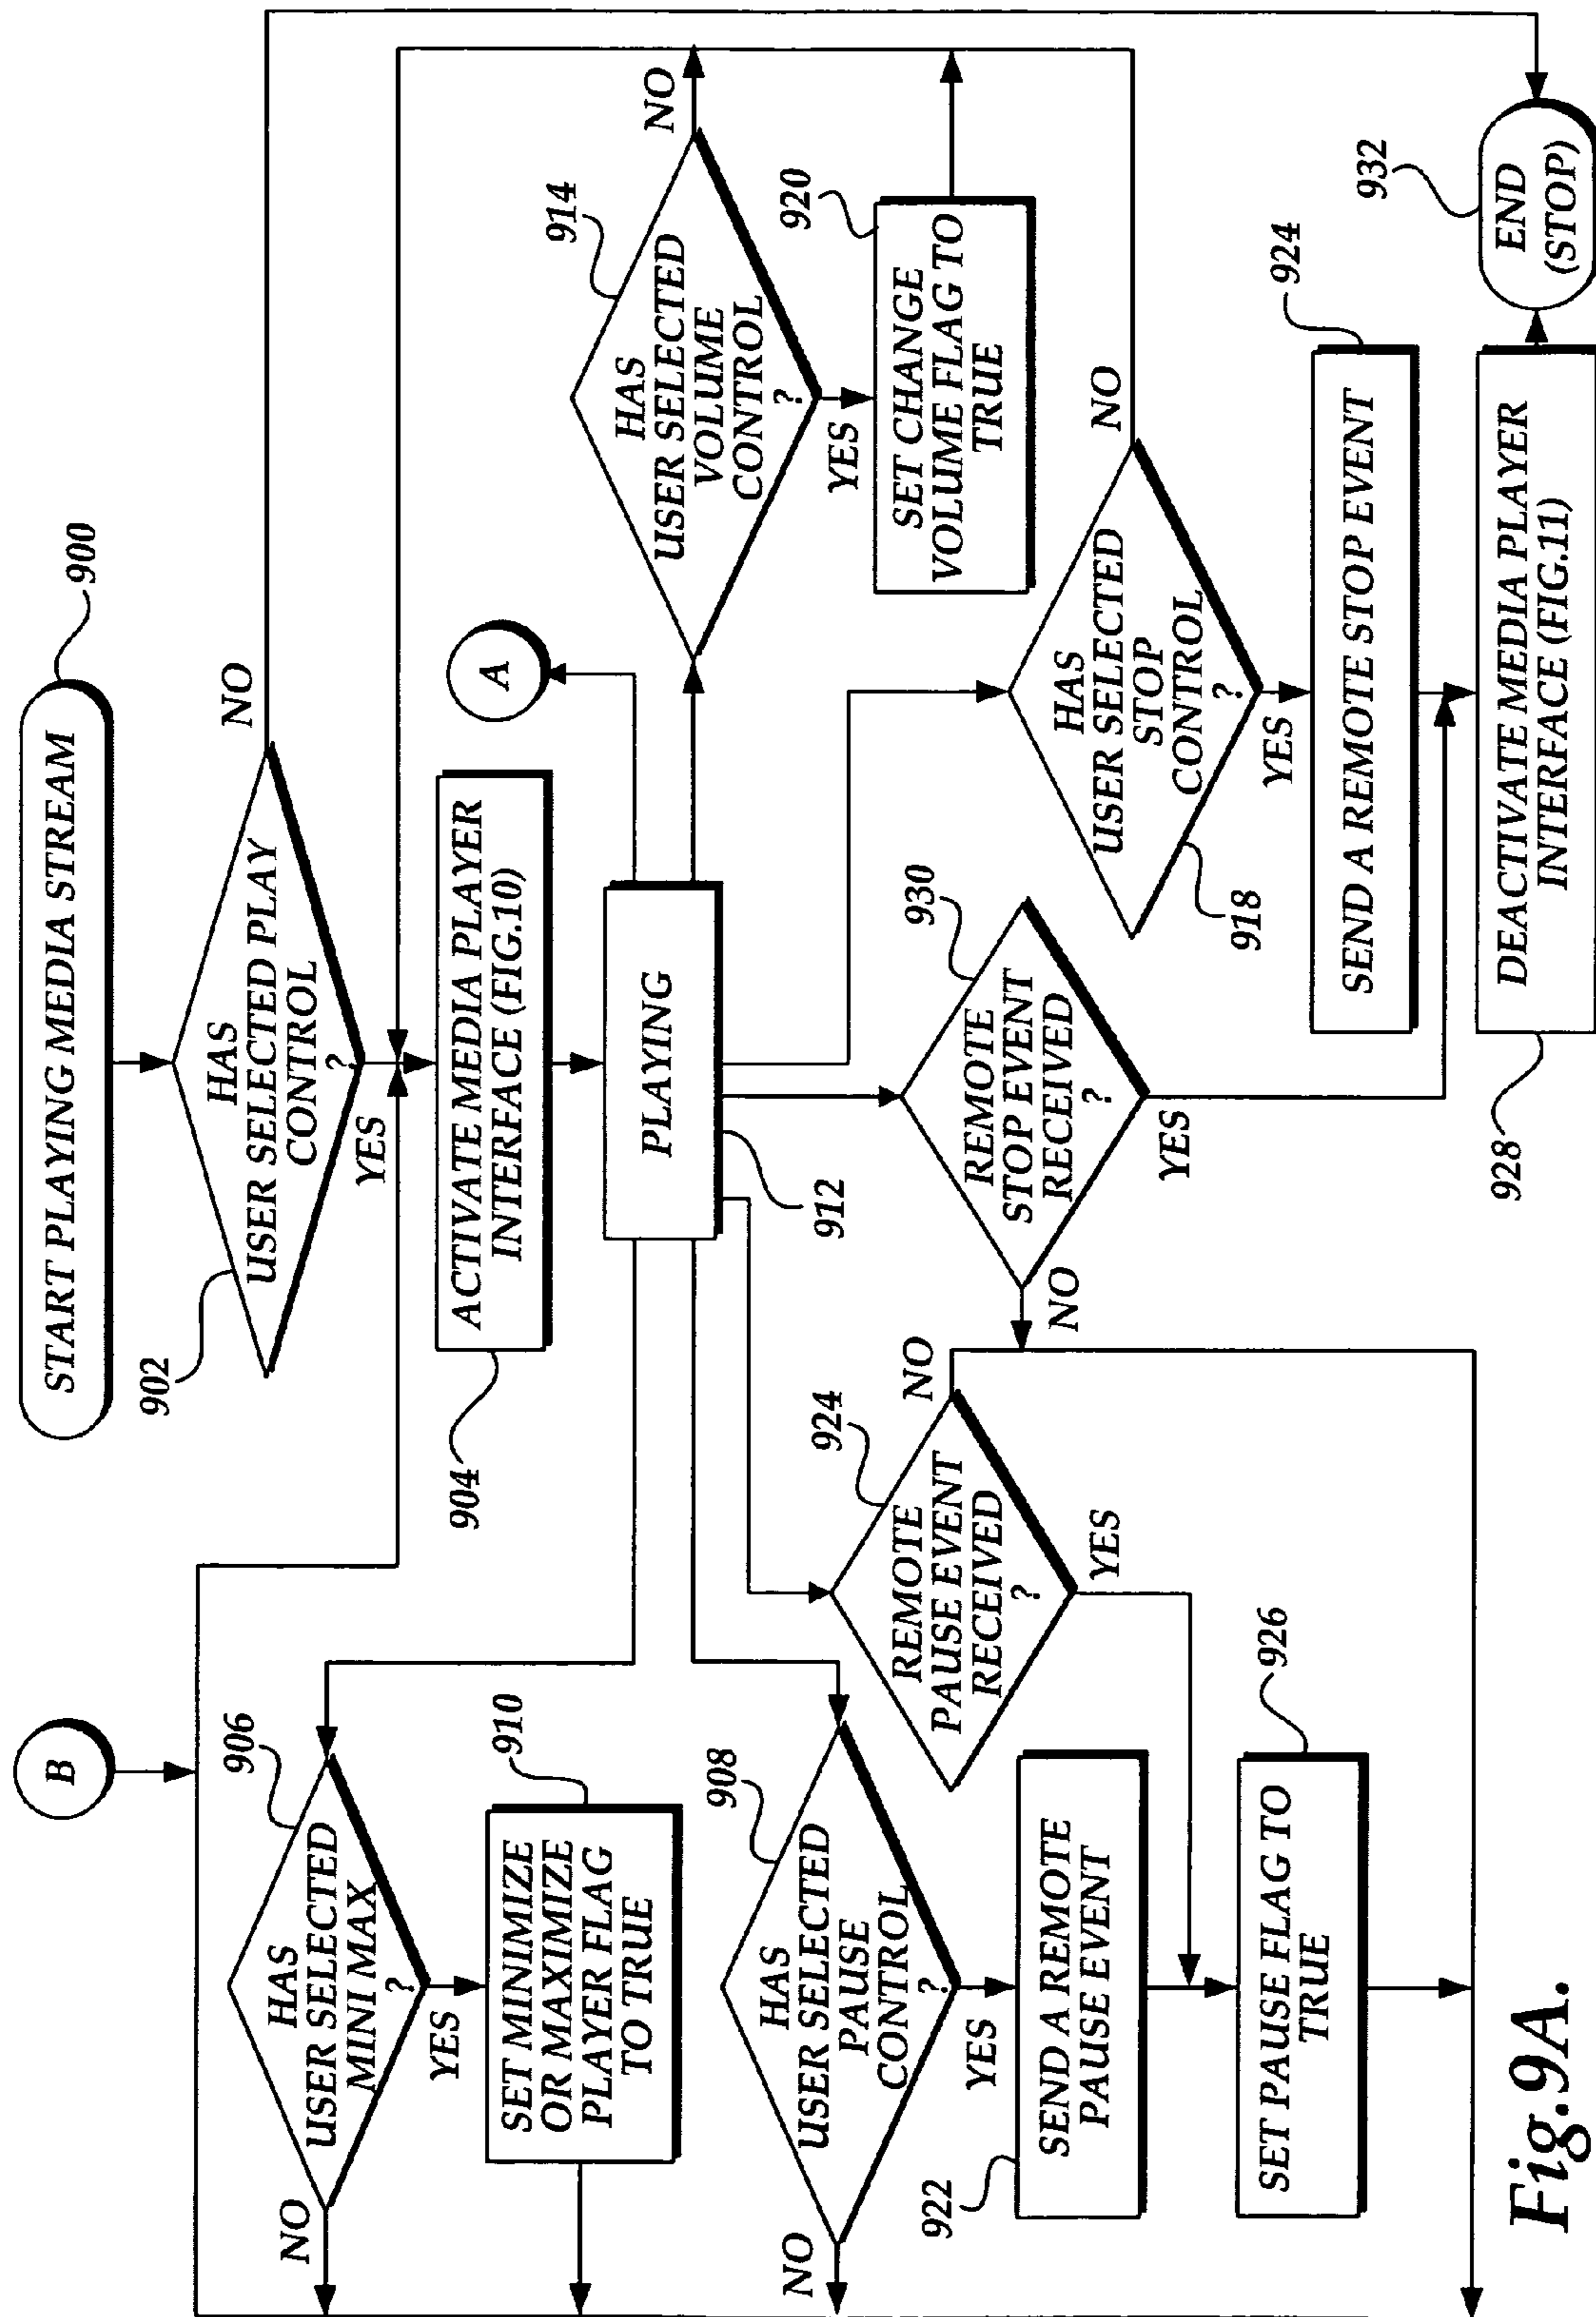 START PLAYING MEDIA STREAM
900
HAS
USER SELECTED PLAY
CONTROL
?
902
NO
YES
B
ACTIVATE MEDIA PLAYER
INTERFACE (FIG.10)
904
A
PLAYING
912
HAS
USER SELECTED
MINI MAX
?
906
NO
YES
SET MINIMIZE
OR MAXIMIZE
PLAYER FLAG
TO TRUE
910
HAS
USER SELECTED
PAUSE
CONTROL
?
908
NO
YES
SEND A REMOTE
PAUSE EVENT
922
REMOTE
PAUSE EVENT
RECEIVED
?
924
NO
YES
SET PAUSE FLAG TO
TRUE
926
REMOTE
STOP EVENT
RECEIVED
?
930
NO
YES
HAS
USER SELECTED
VOLUME
CONTROL
?
914
NO
YES
SET CHANGE
VOLUME FLAG TO
TRUE
920
HAS
USER SELECTED
STOP
CONTROL
?
918
NO
YES
SEND A REMOTE STOP EVENT
924
DEACTIVATE MEDIA PLAYER
INTERFACE (FIG.11)
928
END
(STOP)
932
Fig.9A.